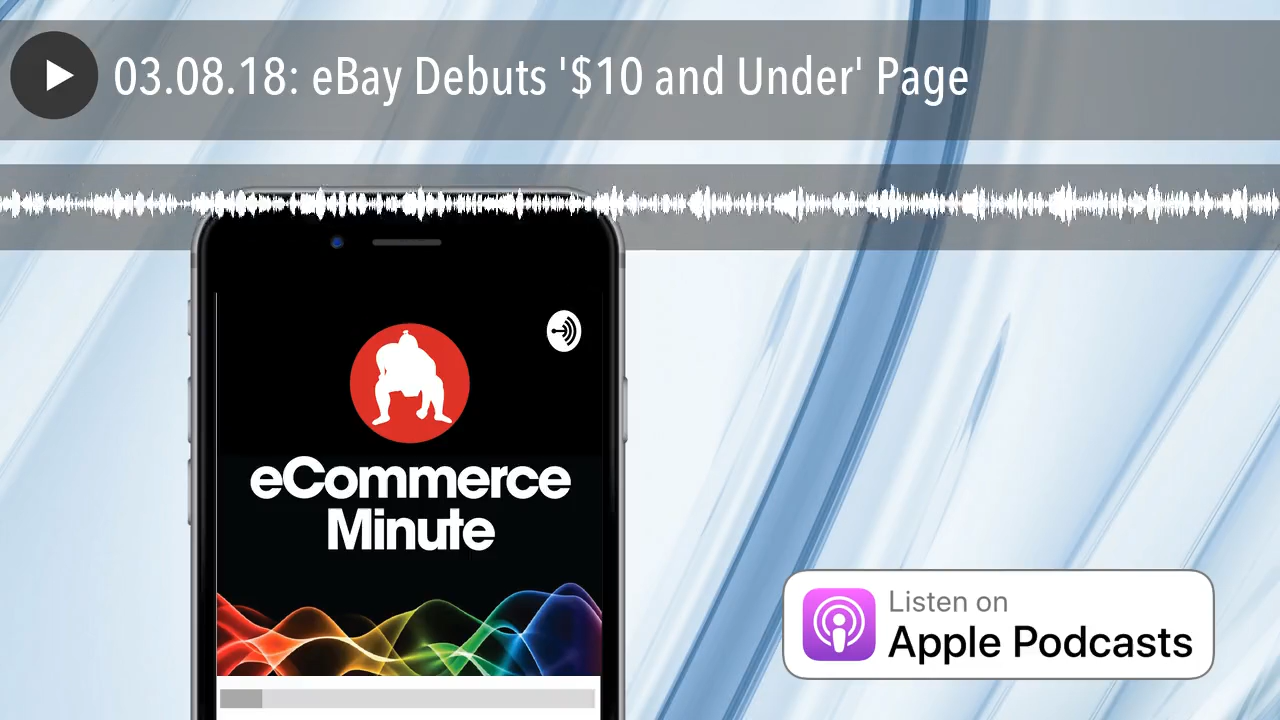 03.08.18: eBay Debuts '$10 and Under' Page
eCommerce
Minute
Listen on
Apple Podcasts